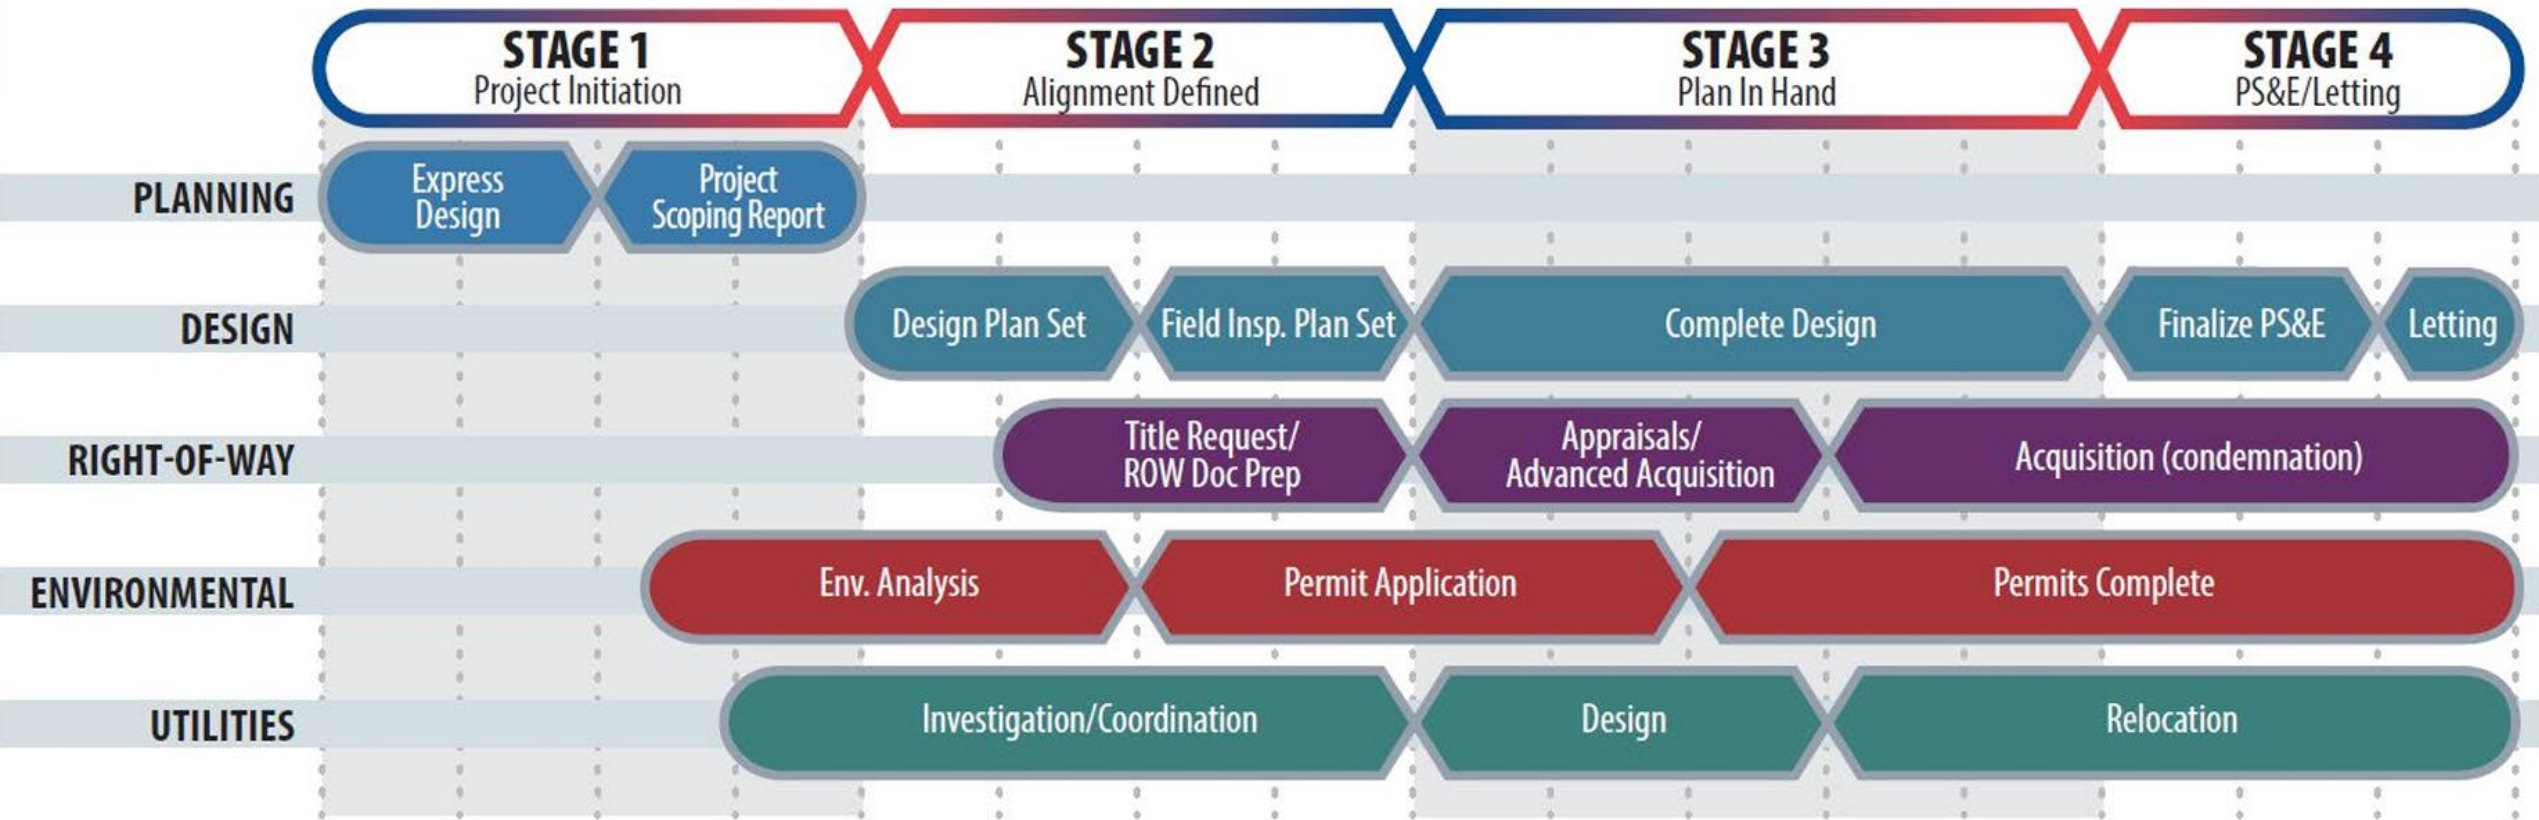 STAGE 1
Project Initiation
STAGE 2
Alignment Defined
STAGE 3
Plan In Hand
STAGE 4
PS&E/Letting
PLANNING
Express
Design
Project
Scoping Report
DESIGN
Design Plan Set
Field Insp. Plan Set
Complete Design
Finalize PS&E
Letting
RIGHT-OF-WAY
Title Request/
ROW Doc Prep
Appraisals/
Advanced Acquisition
Acquisition (condemnation)
ENVIRONMENTAL
Env. Analysis
Permit Application
Permits Complete
UTILITIES
Investigation/Coordination
Design
Relocation